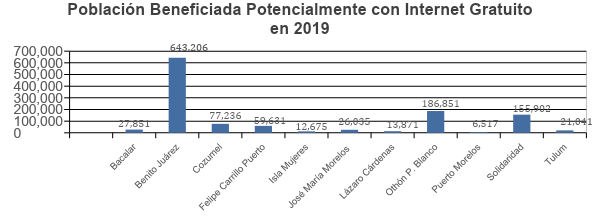 Población Beneficiada Potencialmente con Internet Gratuito
en 2019
700,000
600,000
500,000
400,000
300,000
200,000
100,000
0
27,851
643,206
77,236
59,631
12,675
26,035
13,871
186,851
6,517
155,902
21,041
Bacalar
Benito Juárez
Cozumel
Felipe Carrillo Puerto
Isla Mujeres
José María Morelos
Lázaro Cárdenas
Othón P. Blanco
Puerto Morelos
Solidaridad
Tulum